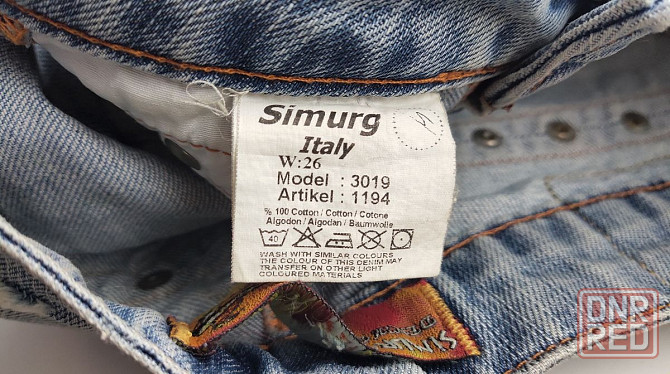 Simurg
Italy
W:26
Model : 3019
Artikel : 1194
% 100 Cotton / Cotton / Cotone
Algodon / Algodan / Baumwolle
40
WASH WITH SIMILAR COLOURS
THE COLOUR OF THIS DENIM MAY
TRANSFER ON OTHER LIGHT
COLOURED MATERIALS
DNR
RED